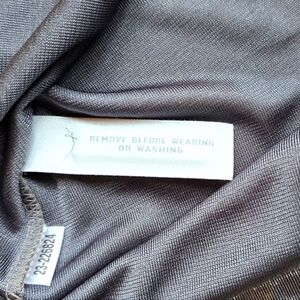 REMOVE BEFORE WEARING
OR WASHING
23-226824